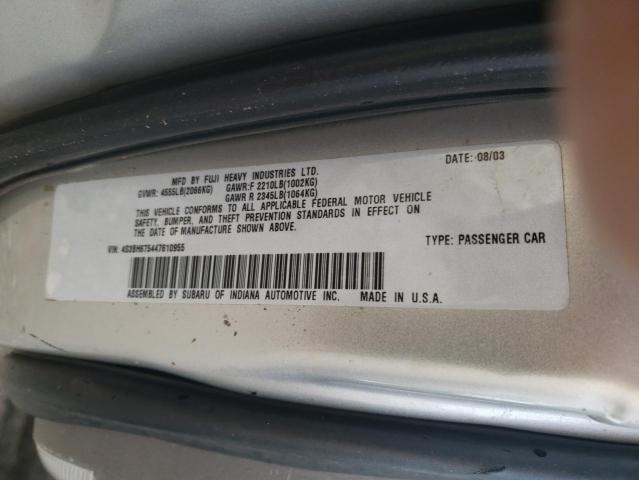 MFD BY FUJI HEAVY INDUSTRIES LTD. DATE: 08/03
GVWR: 4555LB(2066KG) GAWR:F 2210LB(1002KG)
GAWR R 2345LB(1064KG)
THIS VEHICLE CONFORMS TO ALL APPLICABLE FEDERAL MOTOR VEHICLE
SAFETY, BUMPER, AND THEFT PREVENTION STANDARDS IN EFFECT ON
THE DATE OF MANUFACTURE SHOWN ABOVE.
VIN: 4S3BH675447610955 TYPE: PASSENGER CAR
ASSEMBLED BY SUBARU OF INDIANA AUTOMOTIVE INC. MADE IN U.S.A.